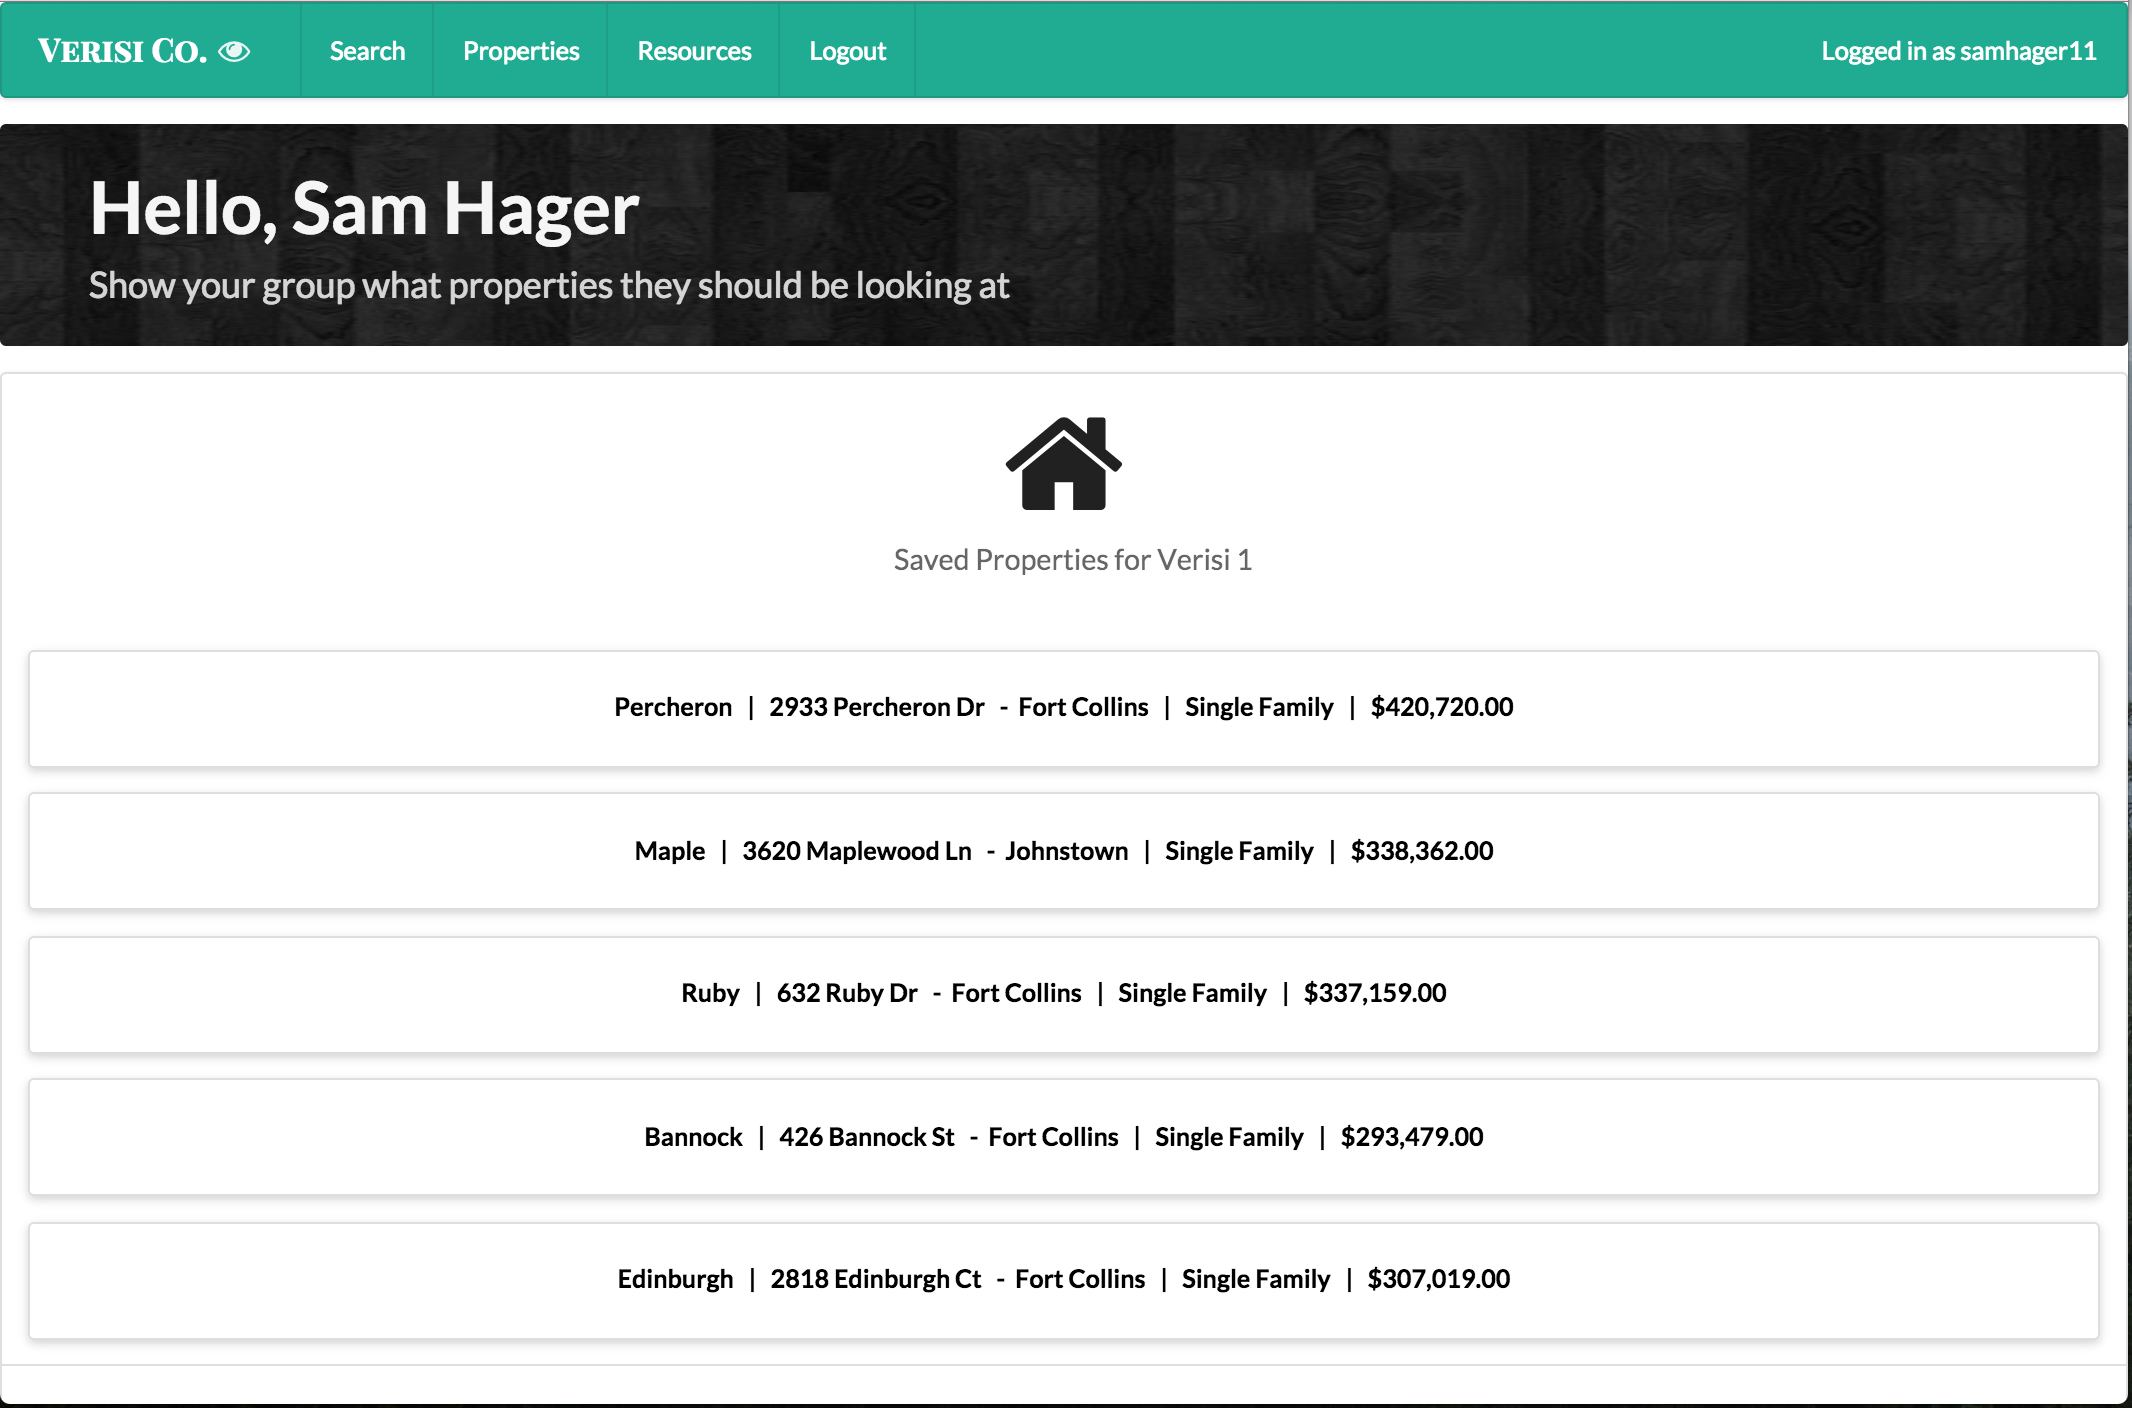 VERISI CO. Search Properties Resources Logout Logged in as samhager11
Hello, Sam Hager
Show your group what properties they should be looking at
Saved Properties for Verisi 1
Percheron | 2933 Percheron Dr - Fort Collins | Single Family | $420,720.00
Maple | 3620 Maplewood Ln - Johnstown | Single Family | $338,362.00
Ruby | 632 Ruby Dr - Fort Collins | Single Family | $337,159.00
Bannock | 426 Bannock St - Fort Collins | Single Family | $293,479.00
Edinburgh | 2818 Edinburgh Ct - Fort Collins | Single Family | $307,019.00